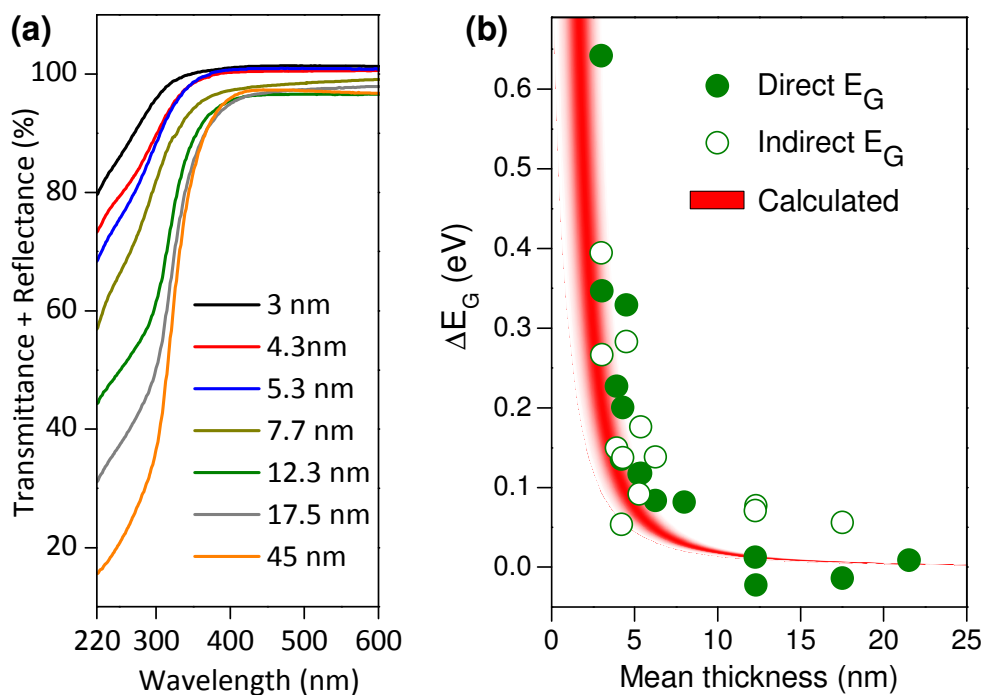 (a)
Transmittance + Reflectance (%)
100
80
60
40
20
3 nm
4.3nm
5.3 nm
7.7 nm
12.3 nm
17.5 nm
45 nm
220 300 400 500 600
Wavelength (nm)
(b)
ΔE_G (eV)
0.6
0.5
0.4
0.3
0.2
0.1
0.0
Direct E_G
Indirect E_G
Calculated
0 5 10 15 20 25
Mean thickness (nm)